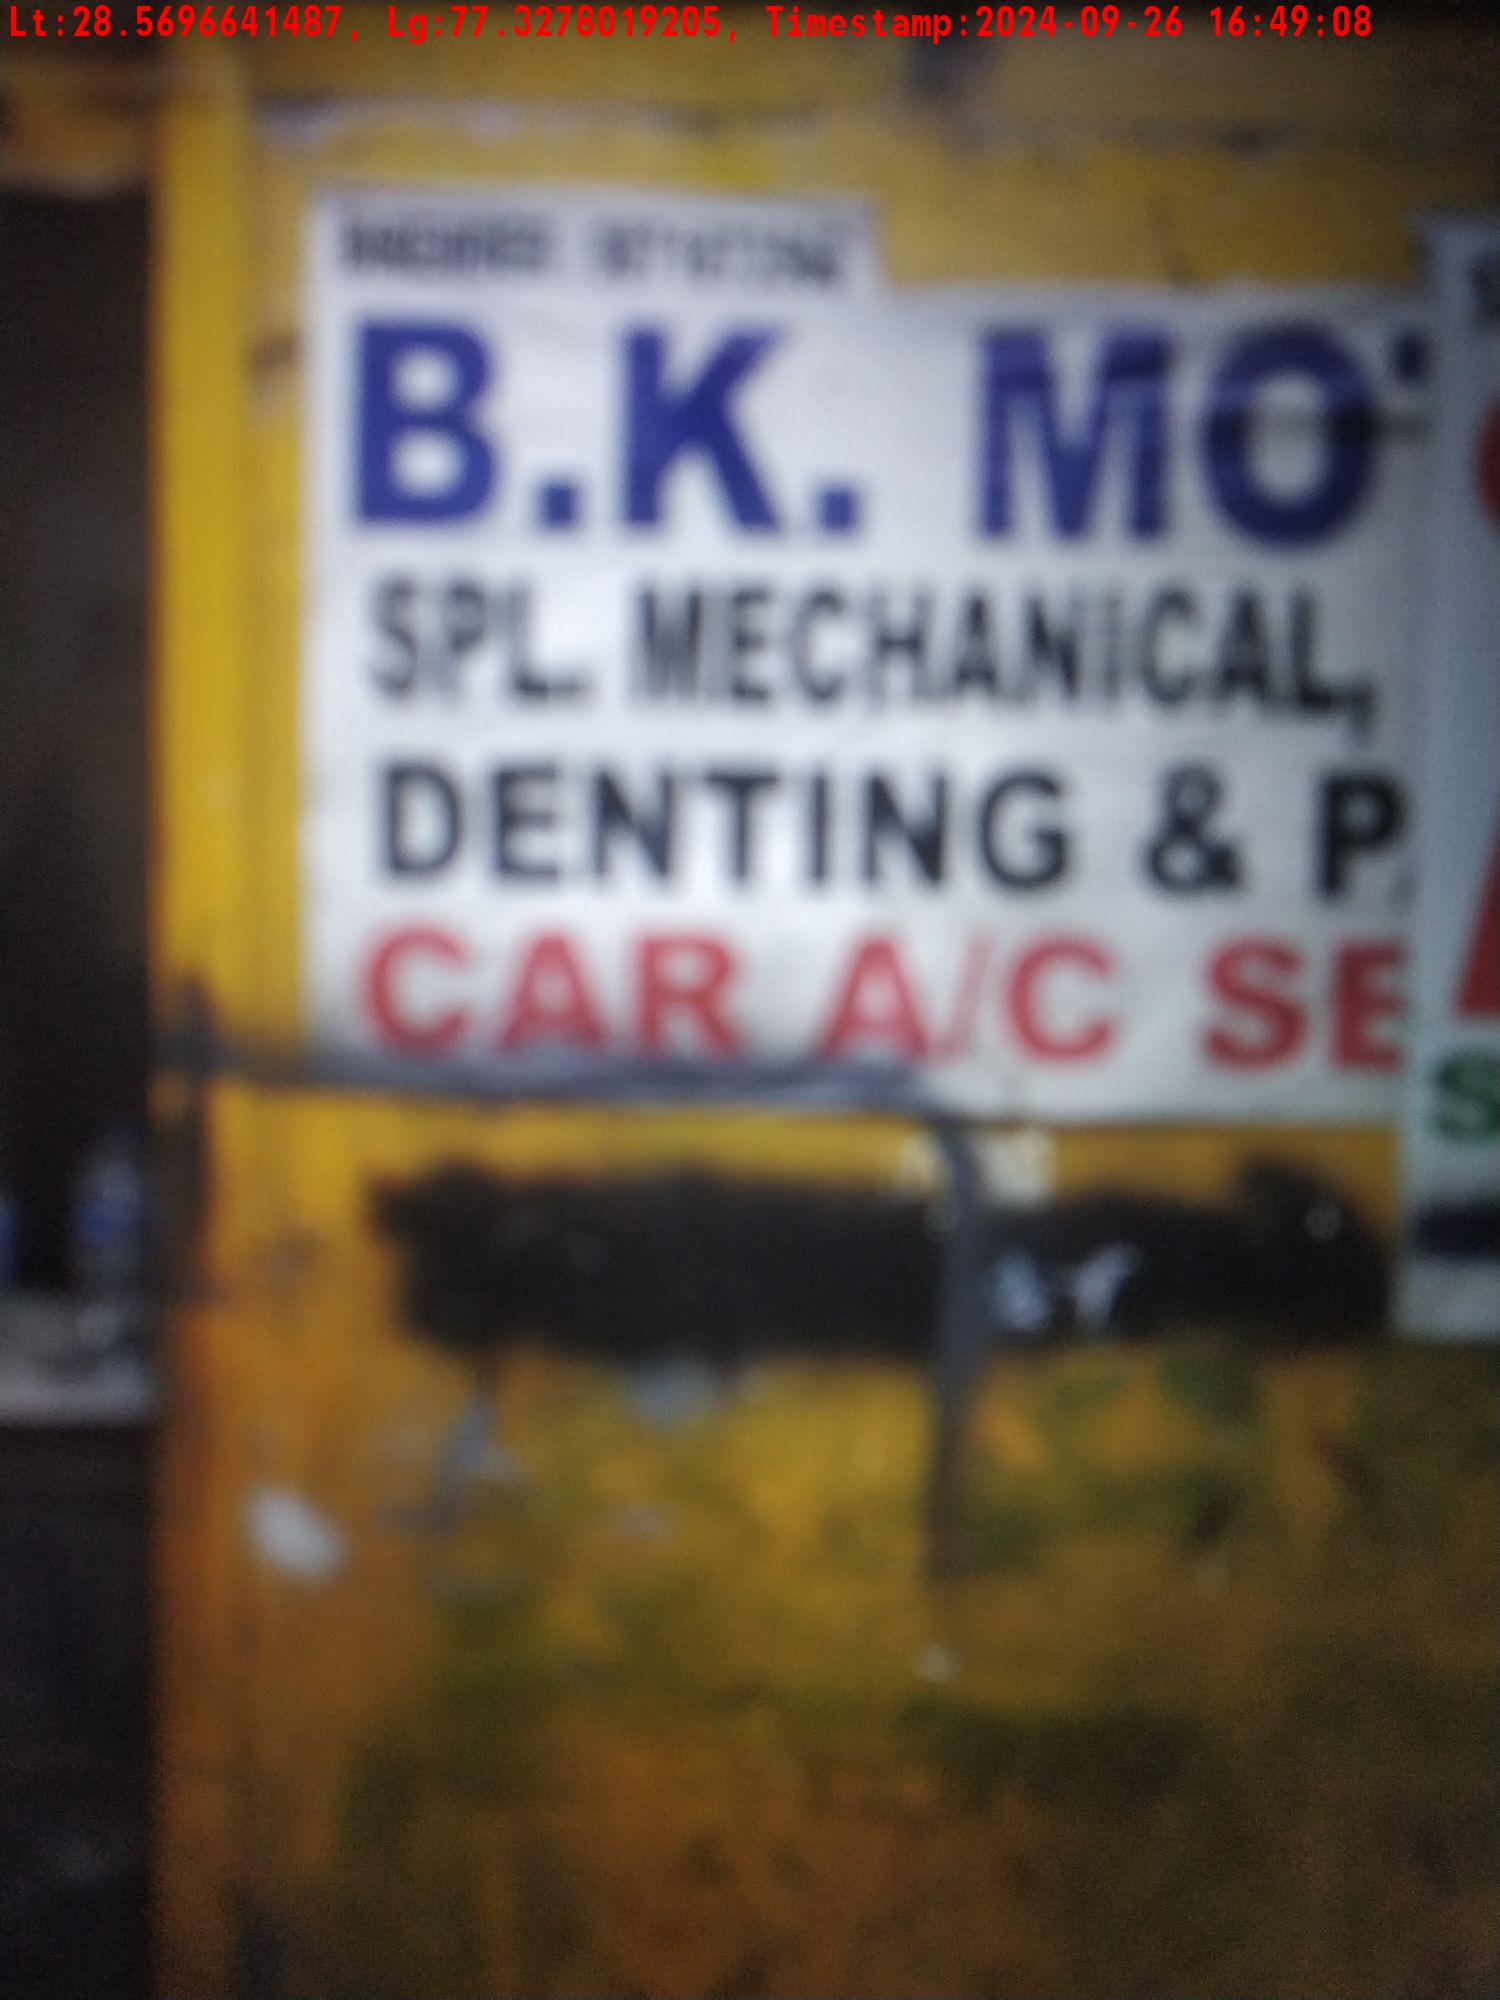 Lt:28.5696641487, Lg:77.3278019205, Timestamp:2024-09-26 16:49:08
B.K. MO
SPL. MECHANICAL,
DENTING & P
CAR A/C SE
S